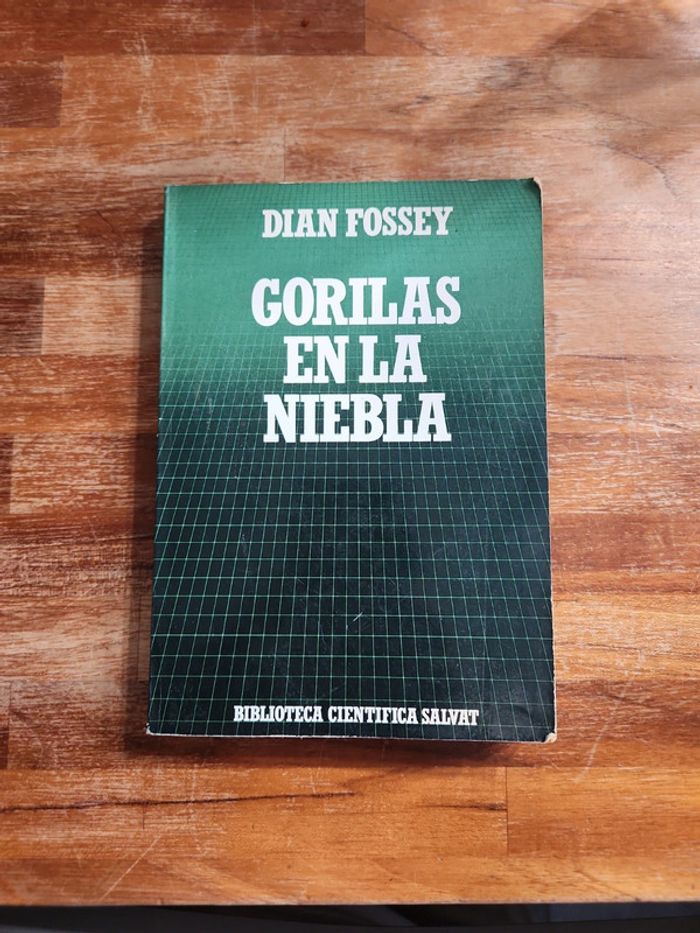 DIAN FOSSEY
GORILAS
EN LA
NIEBLA
BIBLIOTECA CIENTIFICA SALVAT